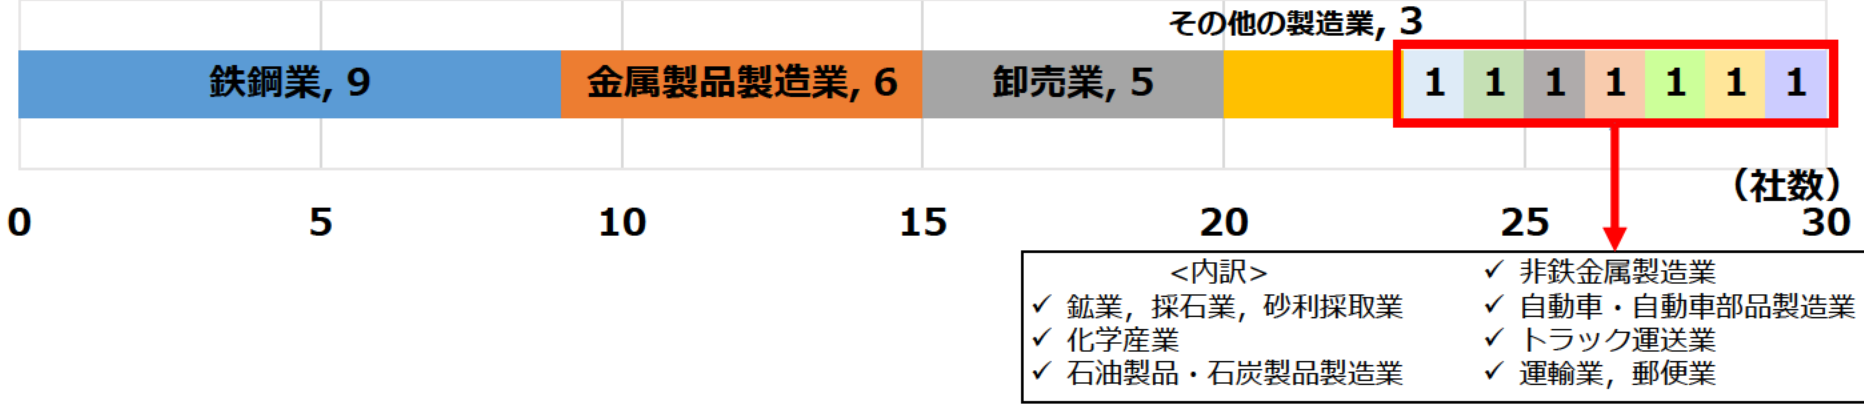 その他の製造業, 3
鉄鋼業, 9
金属製品製造業, 6
卸売業, 5
1 1 1 1 1 1 1
(社数)
0 5 10 15 20 25 30
<内訳>
✓ 鉱業，採石業，砂利採取業
✓ 化学産業
✓ 石油製品・石炭製品製造業
✓ 非鉄金属製造業
✓ 自動車・自動車部品製造業
✓ トラック運送業
✓ 運輸業，郵便業